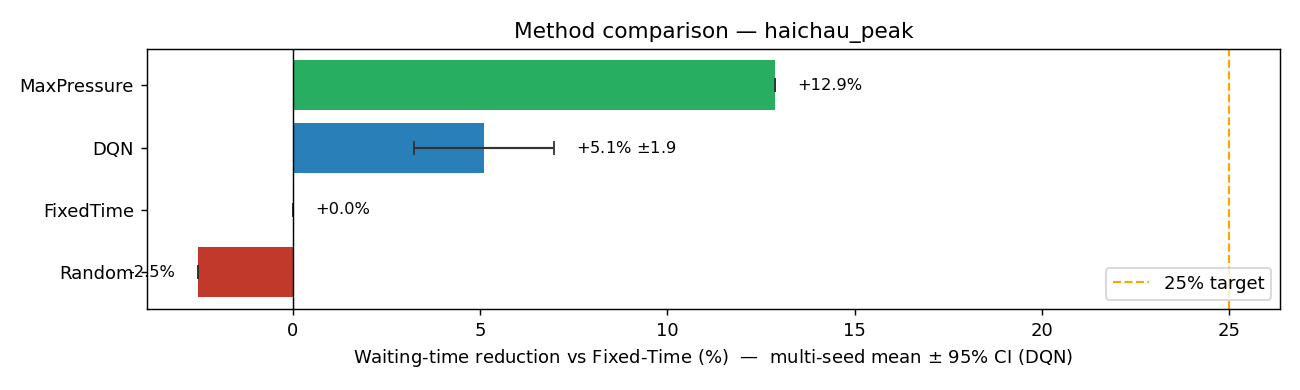 Method comparison — haichau_peak
MaxPressure
+12.9%
DQN
+5.1% ±1.9
FixedTime
+0.0%
Random
-2.5%
25% target
0 5 10 15 20 25
Waiting-time reduction vs Fixed-Time (%) — multi-seed mean ± 95% CI (DQN)